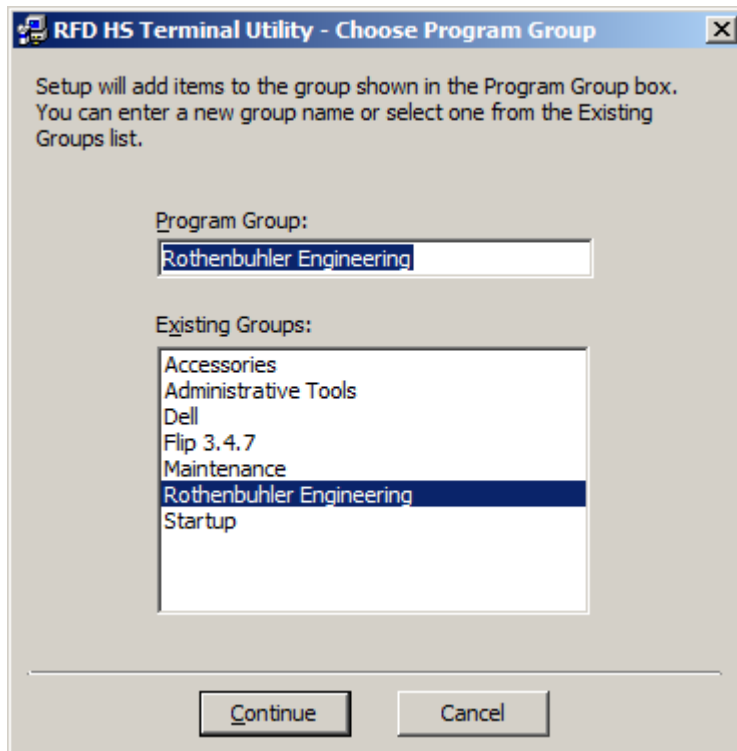 RFD HS Terminal Utility - Choose Program Group
Setup will add items to the group shown in the Program Group box.
You can enter a new group name or select one from the Existing
Groups list.
Program Group:
Rothenbuhler Engineering
Existing Groups:
Accessories
Administrative Tools
Dell
Flip 3.4.7
Maintenance
Rothenbuhler Engineering
Startup
Continue
Cancel